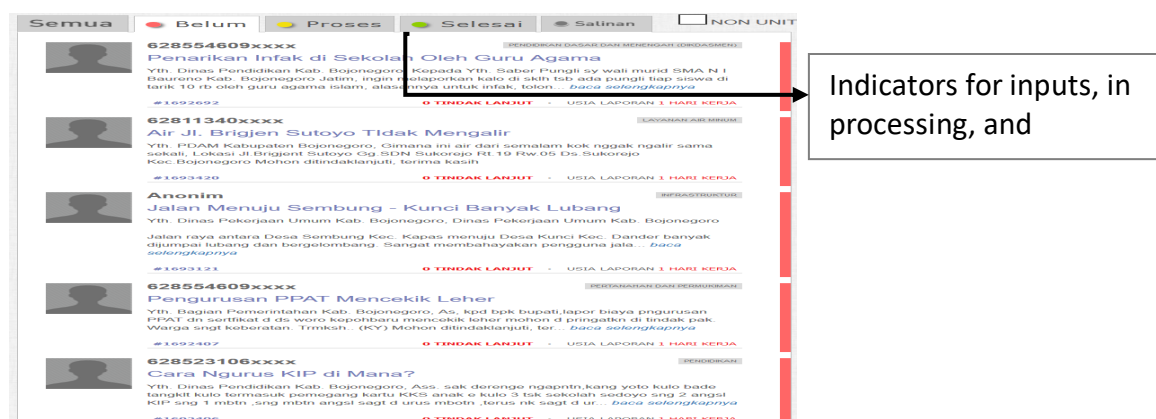 Semua Belum Proses Selesai Salinan NON UNIT
628554609xxxx PENDIDIKAN DASAR DAN MENENGAH (DIKDASMEN)
Penarikan Infak di Sekolah Oleh Guru Agama
Yth. Dinas Pendidikan Kab. Bojonegoro, Kepada Yth. Saber Pungli sy wali murid SMA N I
Baureno Kab. Bojonegoro Jatim, ingin melaporkan kalo di sklh tsb ada pungli tiap siswa di
tarik 10 rb oleh guru agama islam, alasannya untuk infak, tolon... baca selengkapnya
#1692692 0 TINDAK LANJUT - USIA LAPORAN 1 HARI KERJA
Indicators for inputs, in
processing, and
62811340xxxx LAYANAN AIR MINUM
Air Jl. Brigjen Sutoyo TIdak Mengalir
Yth. PDAM Kabupaten Bojonegoro, Gimana ini air dari semalam kok nggak ngalir sama
sekali, Lokasi Jl.Brigjent Sutoyo Gg.SDN Sukorejo Rt.19 Rw.05 Ds.Sukorejo
Kec.Bojonegoro Mohon ditindaklanjuti, terima kasih
#1693420 0 TINDAK LANJUT - USIA LAPORAN 1 HARI KERJA
Anonim INFRASTRUKTUR
Jalan Menuju Sembung - Kunci Banyak Lubang
Yth. Dinas Pekerjaan Umum Kab. Bojonegoro, Dinas Pekerjaan Umum Kab. Bojonegoro
Jalan raya antara Desa Sembung Kec. Kapas menuju Desa Kunci Kec. Dander banyak
dijumpai lubang dan bergelombang. Sangat membahayakan pengguna jala... baca
selengkapnya
#1693121 0 TINDAK LANJUT - USIA LAPORAN 1 HARI KERJA
628554609xxxx PERTANAHAN DAN PERMUKIMAN
Pengurusan PPAT Mencekik Leher
Yth. Bagian Pemerintahan Kab. Bojonegoro, As, kpd bpk bupati,lapor biaya pngurusan
PPAT dn sertfikat d ds woro kepohbaru mencekik leher mohon d pringatkn di tindak pak.
Warga sngt keberatan. Trmksh.. (KY) Mohon ditindaklanjuti, ter... baca selengkapnya
#1692407 0 TINDAK LANJUT - USIA LAPORAN 1 HARI KERJA
628523106xxxx PENDIDIKAN
Cara Ngurus KIP di Mana?
Yth. Dinas Pendidikan Kab. Bojonegoro, Ass. sak derenge ngapntn,kang yoto kulo bade
tangklt kulo termasuk pemegang kartu KKS anak e kulo 3 tsk sekolah sedoyo sng 2 angsl
KIP sng 1 mbtn ,sng mbtn angsl sagt d urus mbotn ,terus nk sagt d ur... baca selengkapnya
0 TINDAK LANJUT - USIA LAPORAN 1 HARI KERJA